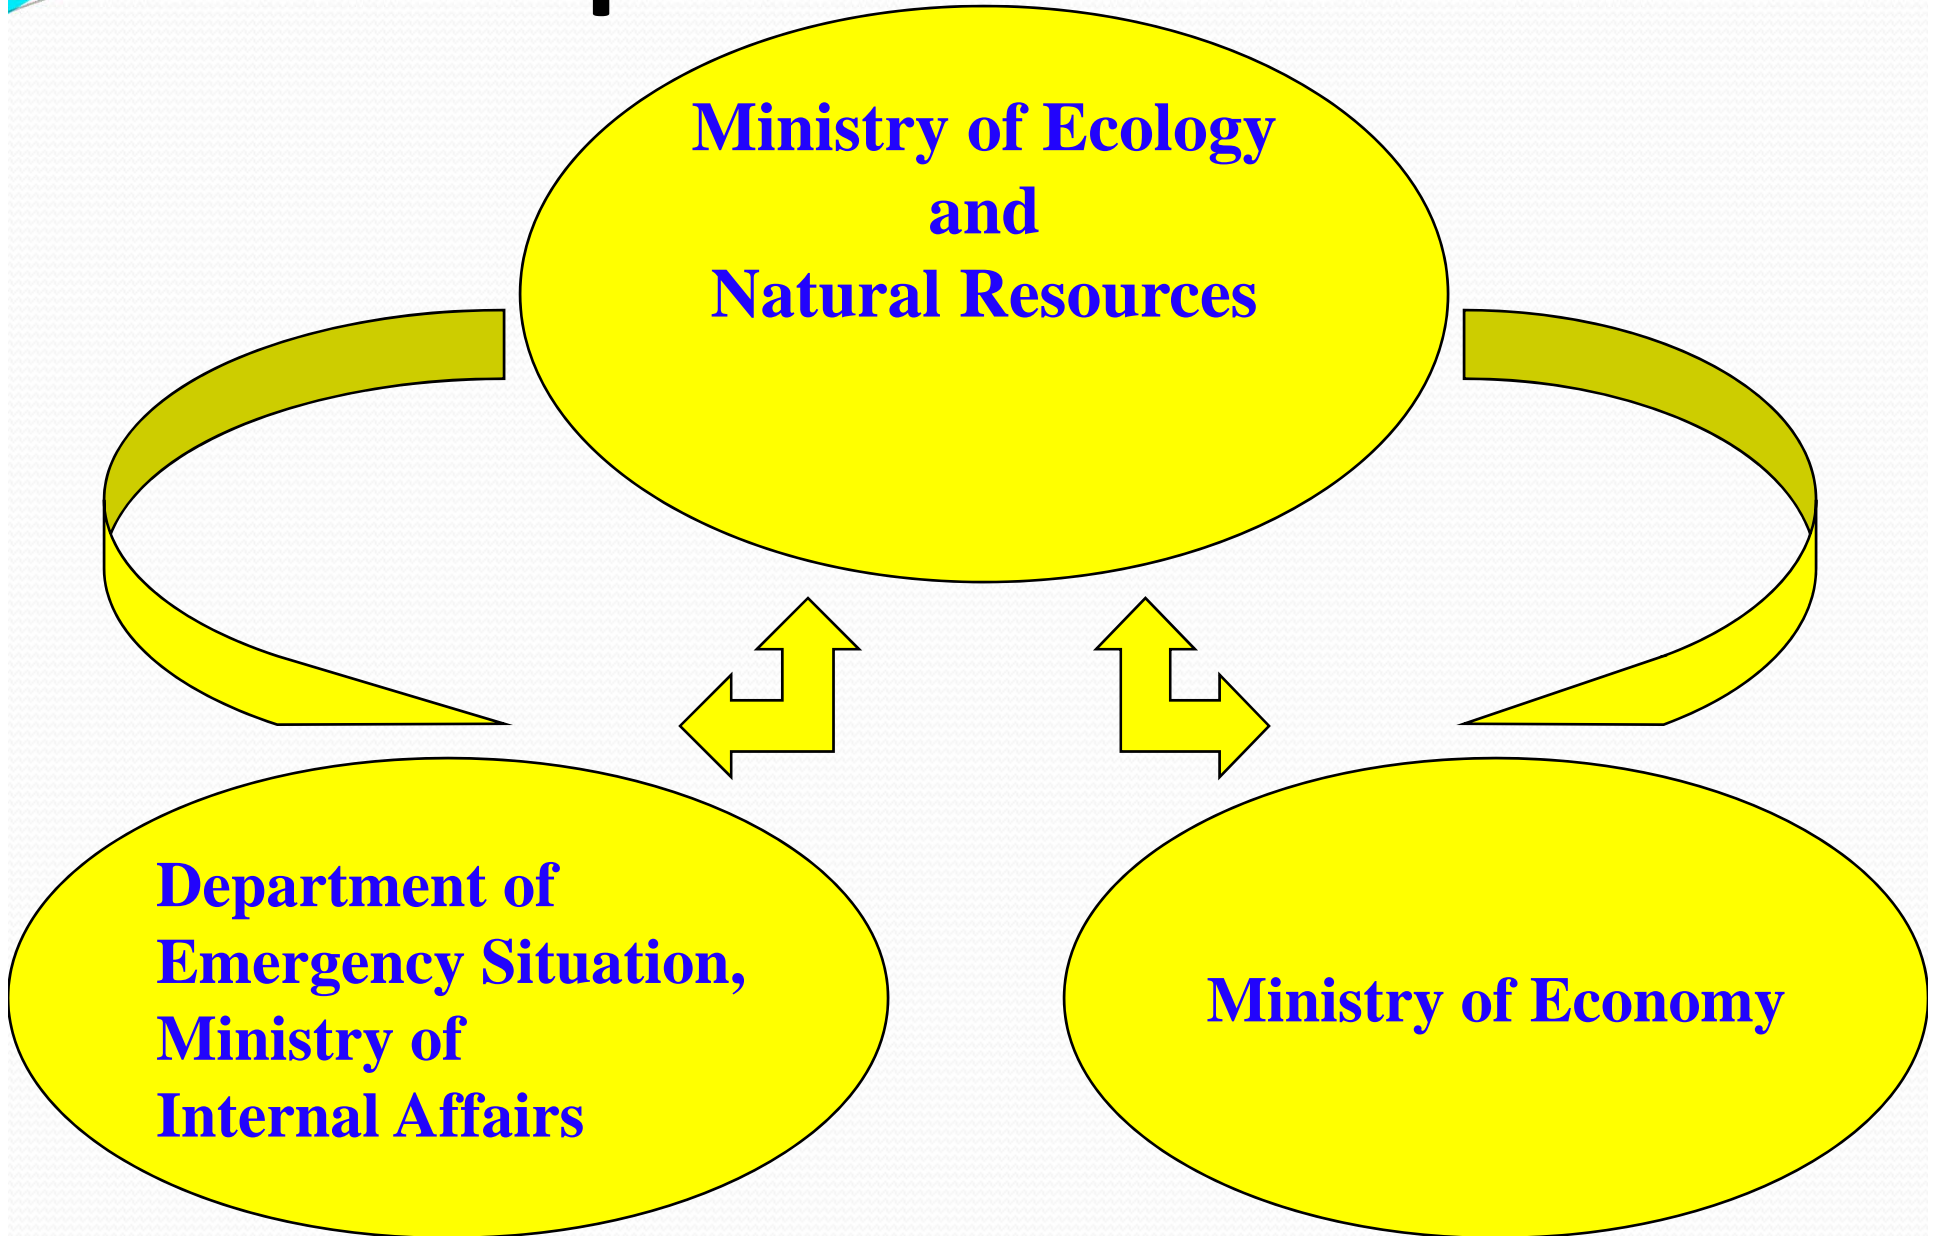 Ministry of Ecology
and
Natural Resources
Department of
Emergency Situation,
Ministry of
Internal Affairs
Ministry of Economy